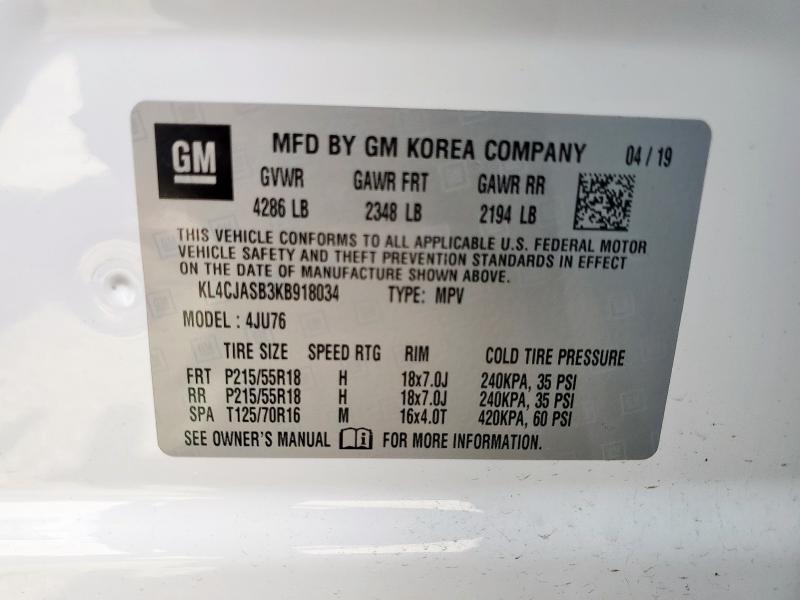 GM MFD BY GM KOREA COMPANY 04 / 19
GVWR GAWR FRT GAWR RR
4286 LB 2348 LB 2194 LB
THIS VEHICLE CONFORMS TO ALL APPLICABLE U.S. FEDERAL MOTOR
VEHICLE SAFETY AND THEFT PREVENTION STANDARDS IN EFFECT
ON THE DATE OF MANUFACTURE SHOWN ABOVE.
KL4CJASB3KB918034 TYPE: MPV
MODEL : 4JU76
TIRE SIZE SPEED RTG RIM COLD TIRE PRESSURE
FRT P215/55R18 H 18x7.0J 240KPA, 35 PSI
RR P215/55R18 H 18x7.0J 240KPA, 35 PSI
SPA T125/70R16 M 16x4.0T 420KPA, 60 PSI
SEE OWNER'S MANUAL FOR MORE INFORMATION.